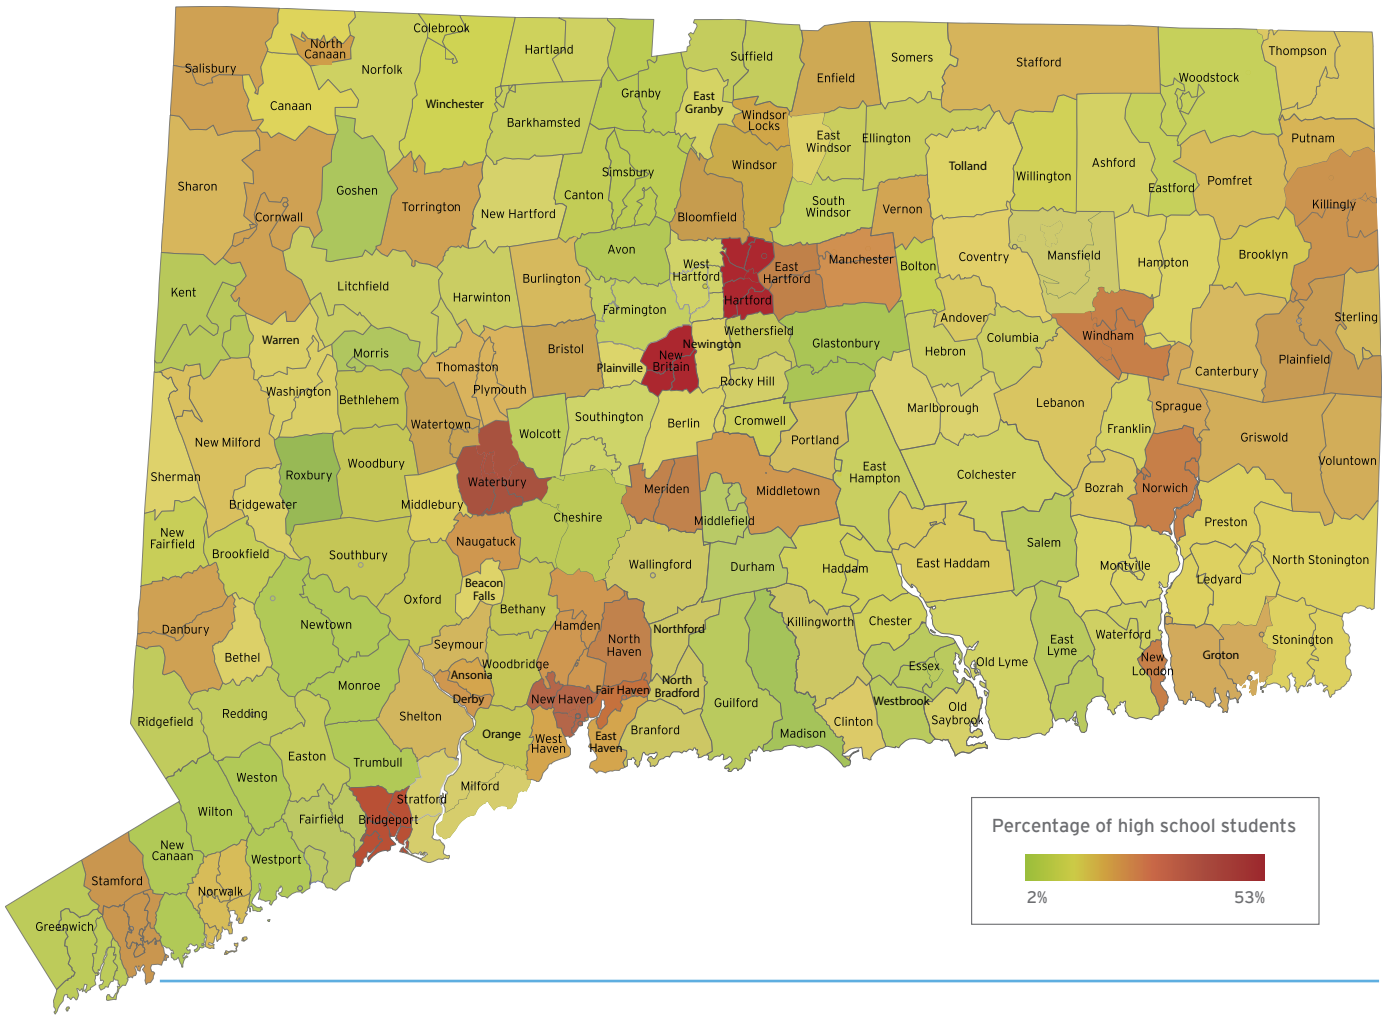 Colebrook
North
Canaan
Hartland
Suffield
Somers
Thompson
Salisbury
Norfolk
Enfield
Stafford
Woodstock
Canaan
Winchester
Granby
East
Granby
Barkhamsted
Windsor
Locks
East
Windsor
Ellington
Putnam
Sharon
Goshen
Simsbury
Windsor
Tolland
Willington
Ashford
Eastford
Pomfret
Canton
Torrington
New Hartford
Cornwall
Bloomfield
South
Windsor
Vernon
Killingly
Avon
West
Hartford
East
Hartford
Manchester
Bolton
Coventry
Mansfield
Hampton
Brooklyn
Kent
Litchfield
Harwinton
Burlington
Farmington
Hartford
Andover
Sterling
Warren
Morris
Bristol
Plainville
New
Britain
Newington
Wethersfield
Glastonbury
Hebron
Columbia
Windham
Plainfield
Thomaston
Plymouth
Rocky Hill
Canterbury
Washington
Bethlehem
Watertown
Wolcott
Southington
Berlin
Cromwell
Portland
Marlborough
Lebanon
Sprague
Franklin
New Milford
Griswold
Voluntown
Sherman
Roxbury
Woodbury
Waterbury
Meriden
Middletown
East
Hampton
Colchester
Bozrah
Norwich
Bridgewater
Middlebury
Cheshire
Middlefield
Preston
New
Fairfield
Brookfield
Southbury
Naugatuck
Wallingford
Durham
Haddam
East Haddam
Salem
Montville
Ledyard
North Stonington
Beacon
Falls
Oxford
Bethany
Danbury
Newtown
Hamden
North
Haven
Northford
Killingworth
Chester
East
Lyme
Waterford
Stonington
Seymour
Bethel
Woodbridge
Ansonia
Essex
Old Lyme
New
London
Groton
Monroe
Derby
New Haven
Fair Haven
North
Bradford
Guilford
Westbrook
Ridgefield
Redding
Shelton
Orange
West
Haven
East
Haven
Branford
Madison
Clinton
Old
Saybrook
Easton
Trumbull
Weston
Milford
Stratford
Wilton
Fairfield
Bridgeport
New
Canaan
Westport
Stamford
Norwalk
Greenwich
Percentage of high school students
2%
53%